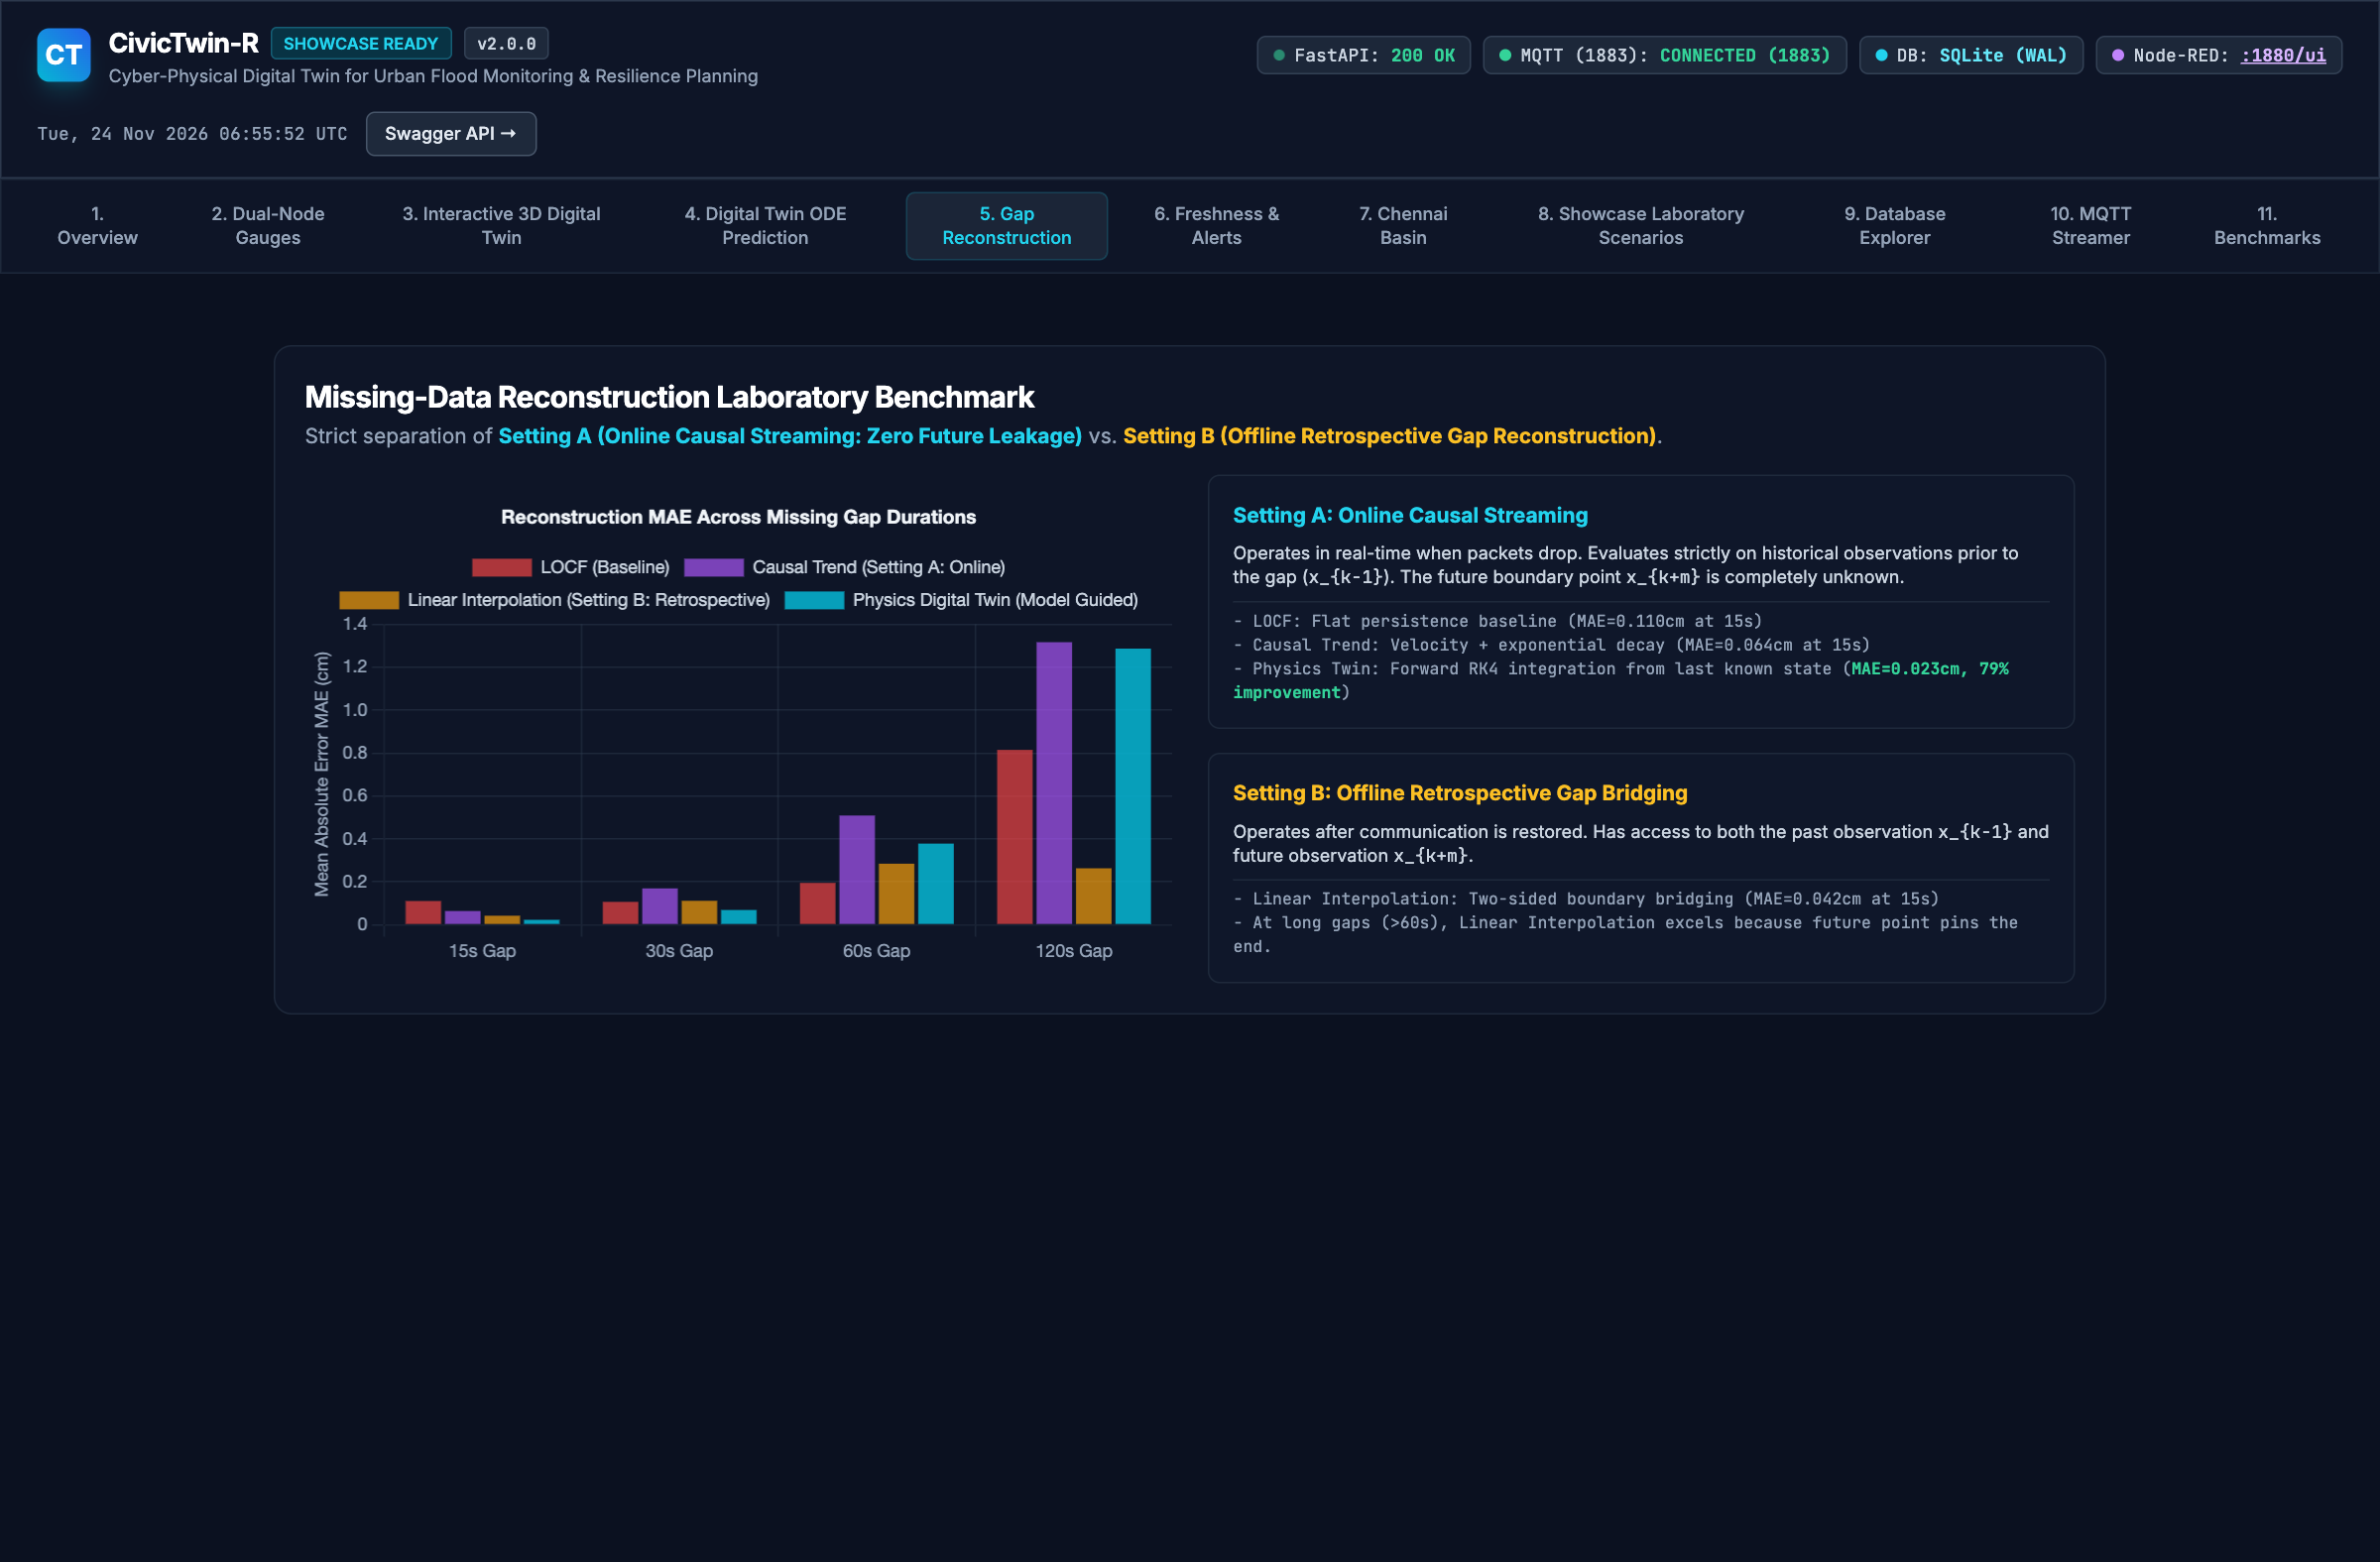 CT
CivicTwin-R
SHOWCASE READY
v2.0.0
Cyber-Physical Digital Twin for Urban Flood Monitoring & Resilience Planning
FastAPI: 200 OK
MQTT (1883): CONNECTED (1883)
DB: SQLite (WAL)
Node-RED: :1880/ui
Tue, 24 Nov 2026 06:55:52 UTC
Swagger API →
1.
Overview
2. Dual-Node
Gauges
3. Interactive 3D Digital
Twin
4. Digital Twin ODE
Prediction
5. Gap
Reconstruction
6. Freshness &
Alerts
7. Chennai
Basin
8. Showcase Laboratory
Scenarios
9. Database
Explorer
10. MQTT
Streamer
11.
Benchmarks
Missing-Data Reconstruction Laboratory Benchmark
Strict separation of Setting A (Online Causal Streaming: Zero Future Leakage) vs. Setting B (Offline Retrospective Gap Reconstruction).
Reconstruction MAE Across Missing Gap Durations
LOCF (Baseline)
Causal Trend (Setting A: Online)
Linear Interpolation (Setting B: Retrospective)
Physics Digital Twin (Model Guided)
Mean Absolute Error MAE (cm)
1.4
1.2
1.0
0.8
0.6
0.4
0.2
0
15s Gap
30s Gap
60s Gap
120s Gap
Setting A: Online Causal Streaming
Operates in real-time when packets drop. Evaluates strictly on historical observations prior to
the gap (x_{k-1}). The future boundary point x_{k+m} is completely unknown.
- LOCF: Flat persistence baseline (MAE=0.110cm at 15s)
- Causal Trend: Velocity + exponential decay (MAE=0.064cm at 15s)
- Physics Twin: Forward RK4 integration from last known state (MAE=0.023cm, 79%
improvement)
Setting B: Offline Retrospective Gap Bridging
Operates after communication is restored. Has access to both the past observation x_{k-1} and
future observation x_{k+m}.
- Linear Interpolation: Two-sided boundary bridging (MAE=0.042cm at 15s)
- At long gaps (>60s), Linear Interpolation excels because future point pins the
end.